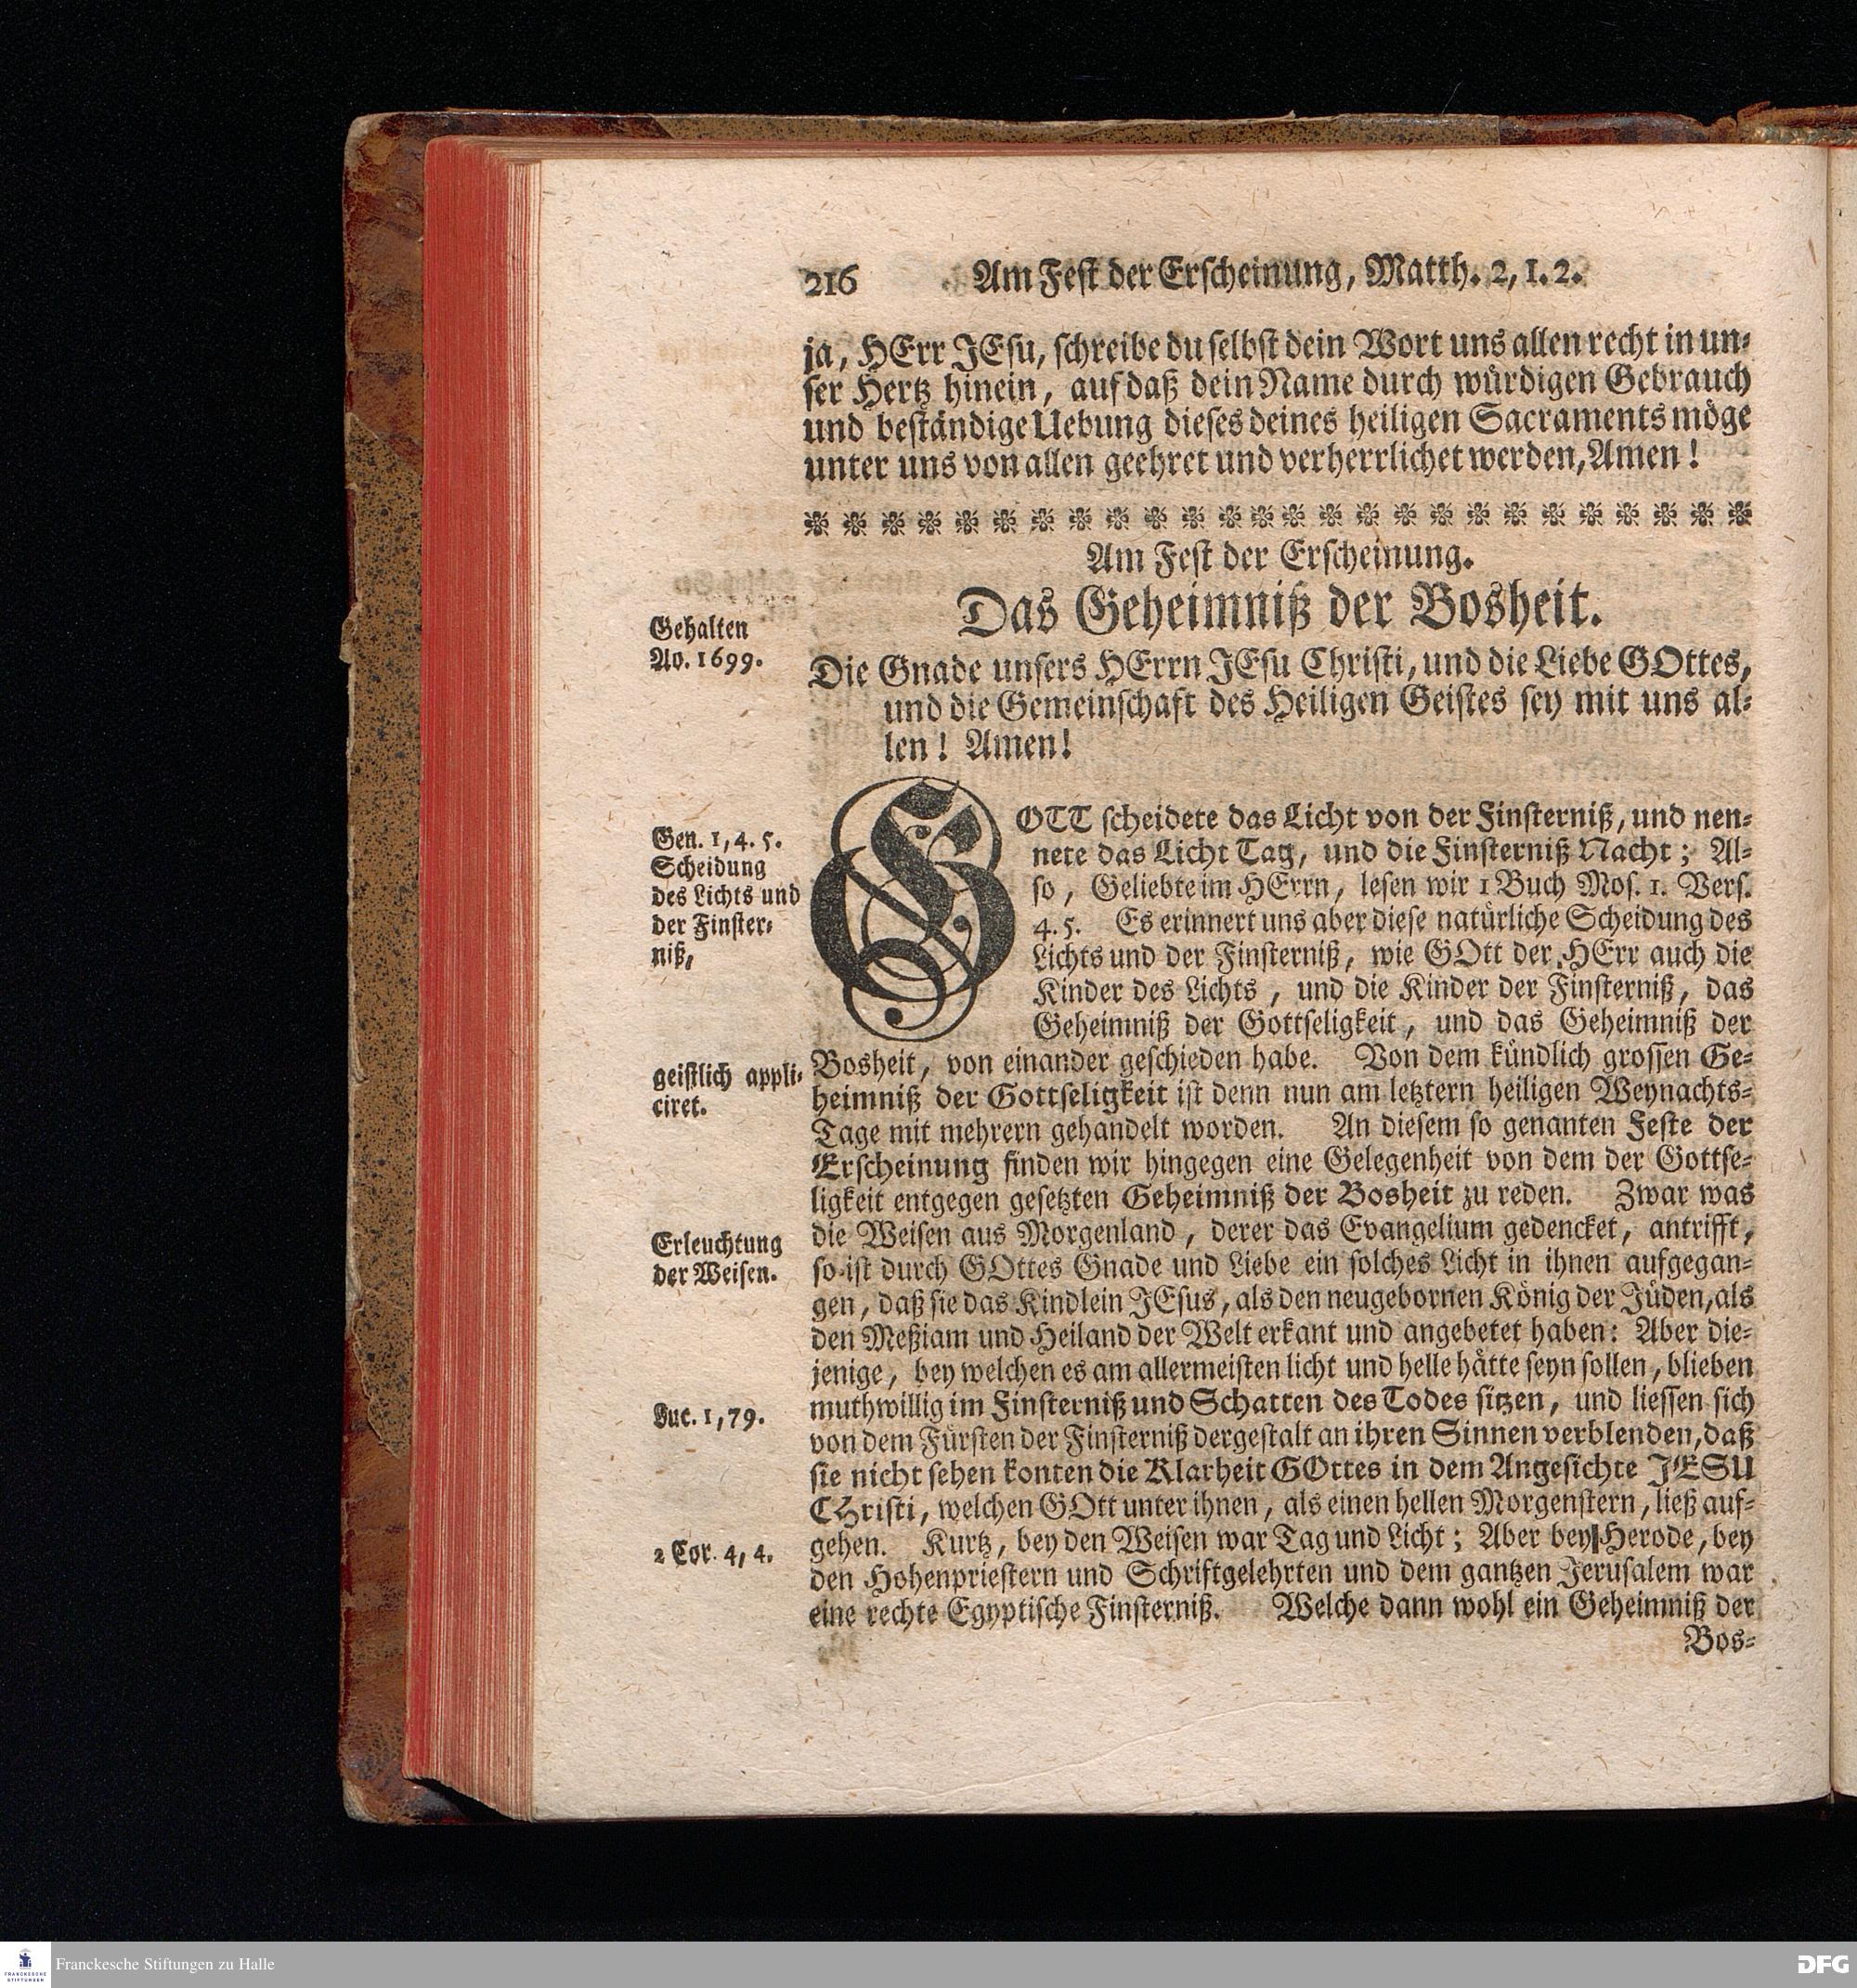 216 Am Feſt der Erſcheinung, Matth. 2, 1. 2.
ja, HErr JEſu, ſchreibe du ſelbſt dein Wort uns allen recht in un-
ſer Hertz hinein, auf daß dein Name durch würdigen Gebrauch
und beſtändige Uebung dieſes deines heiligen Sacraments möge
unter uns von allen geehret und verherrlichet werden, Amen!
Am Feſt der Erſcheinung.
Das Geheimniß der Bosheit.
Gehalten
Ao. 1699.
Die Gnade unſers HErrn JEſu Chriſti, und die Liebe GOttes,
und die Gemeinſchaft des Heiligen Geiſtes ſey mit uns al-
len! Amen!
Gen. 1, 4. 5.
Scheidung
des Lichts und
der Finſter-
niß,
GOTT ſcheidete das Licht von der Finſterniß, und nen-
nete das Licht Tag, und die Finſterniß Nacht; Al-
ſo, Geliebte im HErrn, leſen wir 1 Buch Moſ. 1. Verſ.
4. 5. Es erinnert uns aber dieſe natürliche Scheidung des
Lichts und der Finſterniß, wie GOtt der HErr auch die
Kinder des Lichts, und die Kinder der Finſterniß, das
Geheimniß der Gottſeligkeit, und das Geheimniß der
geiſtlich appli-
ciret.
Bosheit, von einander geſchieden habe. Von dem kündlich groſſen Ge-
heimniß der Gottſeligkeit iſt denn nun am letztern heiligen Weynachts-
Tage mit mehrern gehandelt worden. An dieſem ſo genanten Feſte der
Erſcheinung finden wir hingegen eine Gelegenheit von dem der Gottſe-
ligkeit entgegen geſetzten Geheimniß der Bosheit zu reden. Zwar was
Erleuchtung
der Weiſen.
die Weiſen aus Morgenland, derer das Evangelium gedencket, antrifft,
ſo iſt durch GOttes Gnade und Liebe ein ſolches Licht in ihnen aufgegan-
gen, daß ſie das Kindlein JEſus, als den neugebornen König der Jüden, als
den Meßiam und Heiland der Welt erkant und angebetet haben: Aber die-
jenige, bey welchen es am allermeiſten licht und helle hätte ſeyn ſollen, blieben
Luc. 1, 79.
muthwillig im Finſterniß und Schatten des Todes ſitzen, und lieſſen ſich
von dem Fürſten der Finſterniß dergeſtalt an ihren Sinnen verblenden, daß
ſie nicht ſehen konten die Klarheit GOttes in dem Angeſichte JESU
CHriſti, welchen GOtt unter ihnen, als einen hellen Morgenſtern, ließ auf-
2 Cor. 4, 4.
gehen. Kurtz, bey den Weiſen war Tag und Licht; Aber bey Herode, bey
den Hohenprieſtern und Schriftgelehrten und dem gantzen Jeruſalem war
eine rechte Egyptiſche Finſterniß. Welche dann wohl ein Geheimniß der
Bos-
FRANCKESCHE
STIFTUNGEN
Franckesche Stiftungen zu Halle
DFG